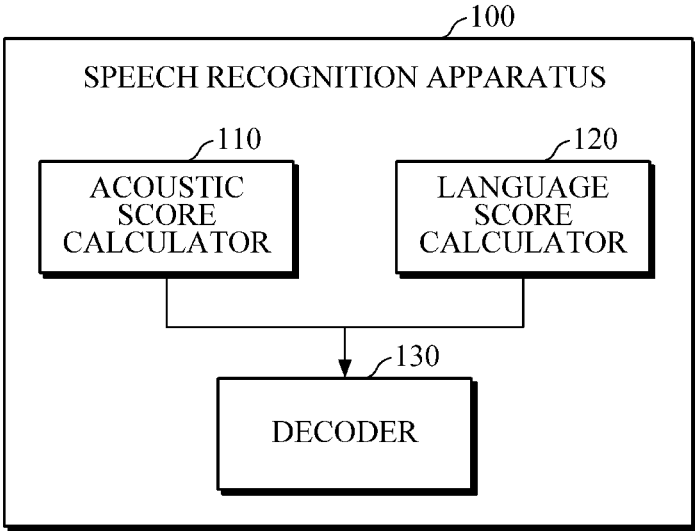 100
SPEECH RECOGNITION APPARATUS
110
120
ACOUSTIC
SCORE
CALCULATOR
LANGUAGE
SCORE
CALCULATOR
130
DECODER